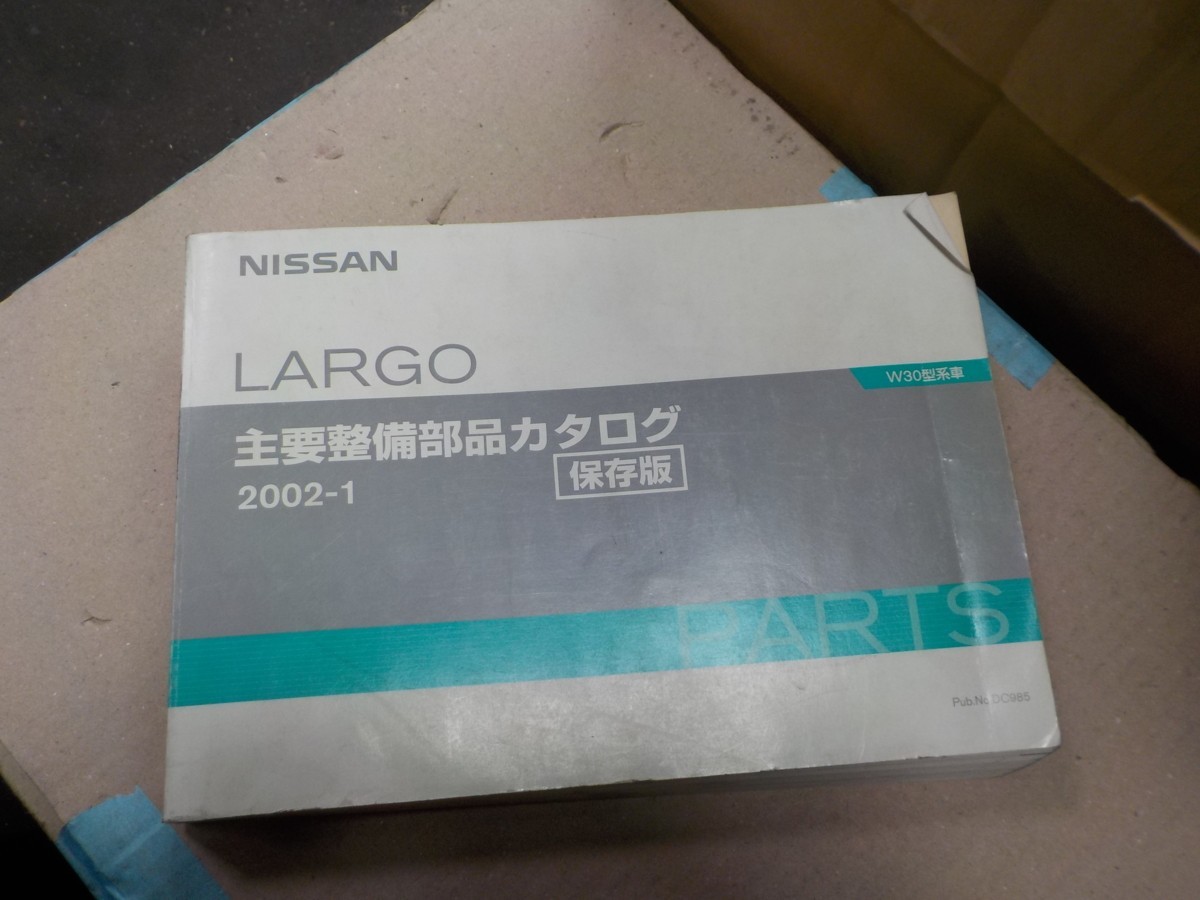 NISSAN
LARGO
W30型系車
主要整備部品カタログ
保存版
2002-1
PARTS
Pub.No.DC985